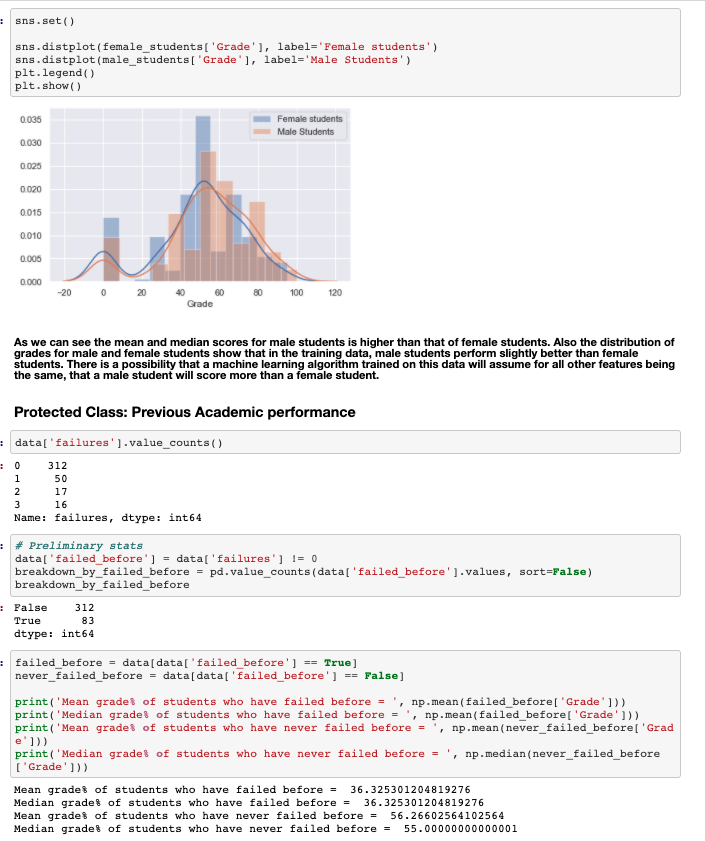 : sns.set()
sns.distplot(female_students['Grade'], label='Female students')
sns.distplot(male_students['Grade'], label='Male Students')
plt.legend()
plt.show()
0.035
0.030
0.025
0.020
0.015
0.010
0.005
0.000
Female students
Male Students
-20 0 20 40 60 80 100 120
Grade
As we can see the mean and median scores for male students is higher than that of female students. Also the distribution of
grades for male and female students show that in the training data, male students perform slightly better than female
students. There is a possibility that a machine learning algorithm trained on this data will assume for all other features being
the same, that a male student will score more than a female student.
Protected Class: Previous Academic performance
: data['failures'].value_counts()
: 0 312
1 50
2 17
3 16
Name: failures, dtype: int64
: # Preliminary stats
data['failed_before'] = data['failures'] != 0
breakdown_by_failed_before = pd.value_counts(data['failed_before'].values, sort=False)
breakdown_by_failed_before
: False 312
True 83
dtype: int64
: failed_before = data[data['failed_before'] == True]
never_failed_before = data[data['failed_before'] == False]
print('Mean grade% of students who have failed before = ', np.mean(failed_before['Grade']))
print('Median grade% of students who have failed before = ', np.mean(failed_before['Grade']))
print('Mean grade% of students who have never failed before = ', np.mean(never_failed_before['Grad
e']))
print('Median grade% of students who have never failed before = ', np.median(never_failed_before
['Grade']))
Mean grade% of students who have failed before =  36.325301204819276
Median grade% of students who have failed before =  36.325301204819276
Mean grade% of students who have never failed before =  56.26602564102564
Median grade% of students who have never failed before =  55.00000000000001